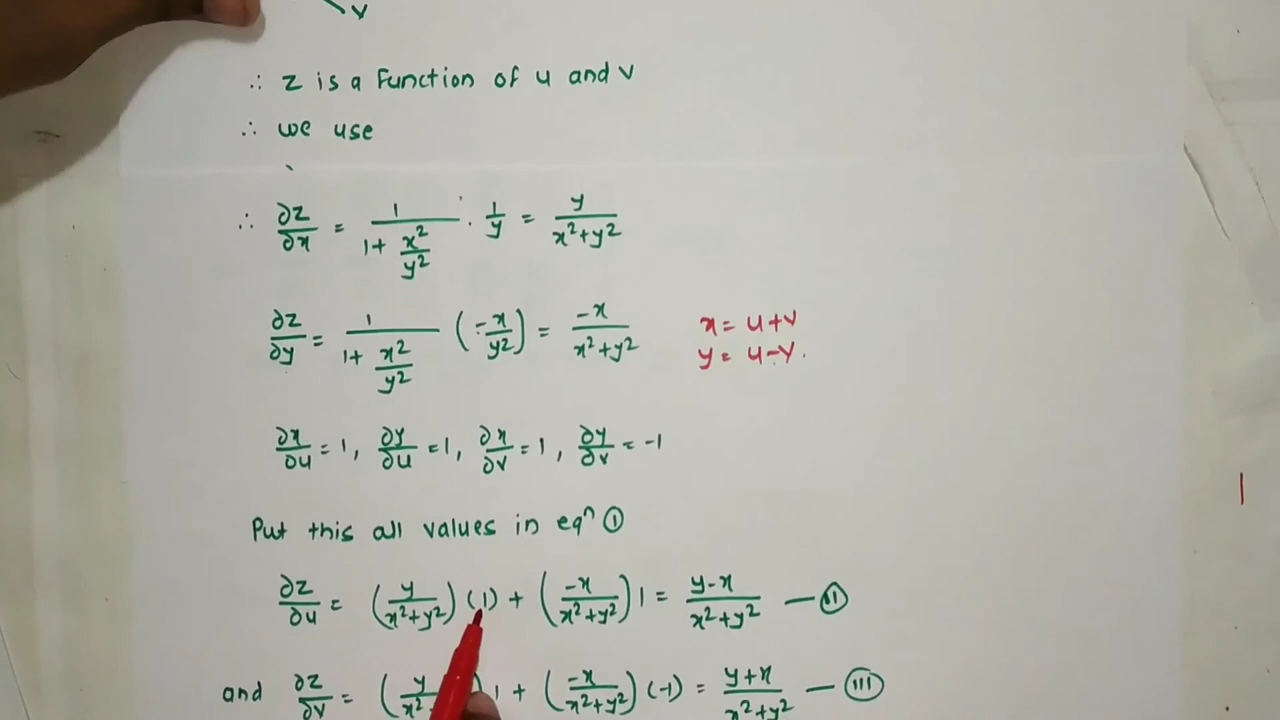 v
∴ z is a Function of u and v
∴ we use
∴ ∂z/∂x = 1/(1+ x²/y²) · 1/y = y/(x²+y²)
∂z/∂y = 1/(1+ x²/y²) (-x/y²) = -x/(x²+y²)
x = u+v
y = u-v.
∂x/∂u = 1, ∂y/∂u = 1, ∂x/∂v = 1, ∂y/∂v = -1
Put this all values in eqⁿ ①
∂z/∂u = (y/(x²+y²)) (1) + (-x/(x²+y²)) 1 = (y-x)/(x²+y²) — Ⓘⓘ
and ∂z/∂v = (y/x² ) 1 + (-x/(x²+y²)) (-1) = (y+x)/(x²+y²) — (III)